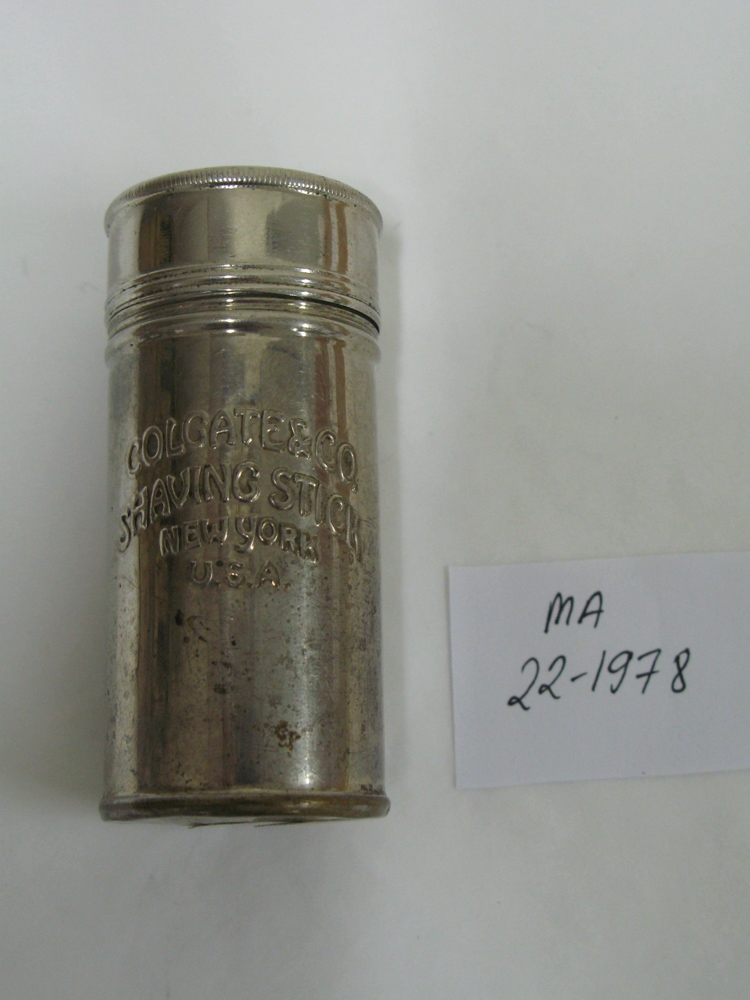 COLGATE & CO.
SHAVING STICK
NEW YORK
U.S.A.
MA
22-1978